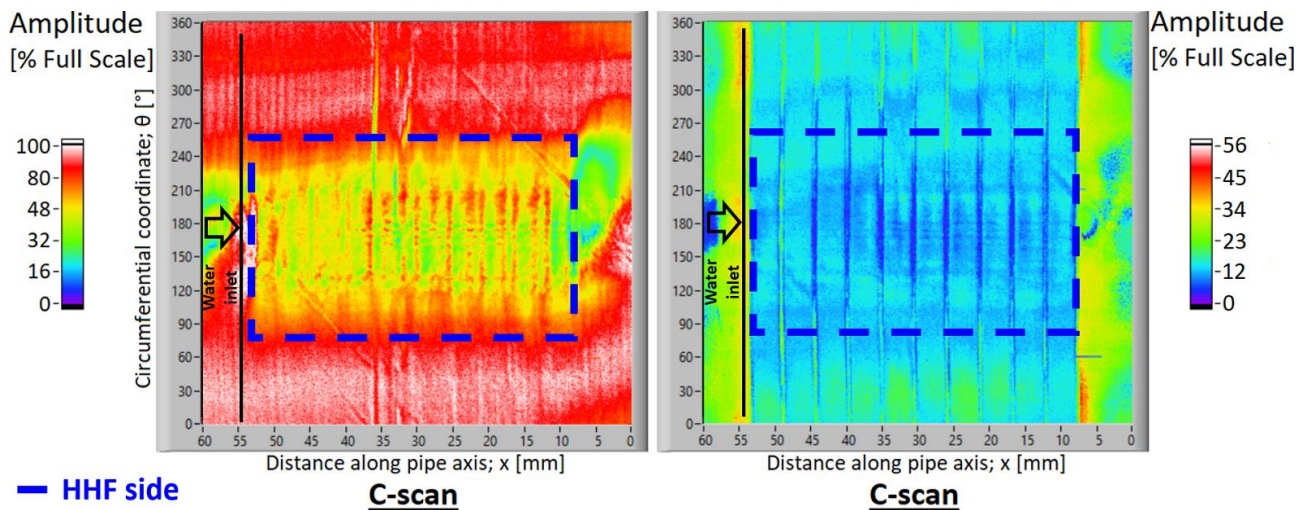 Amplitude
[% Full Scale]
100
80
48
32
16
0
Circumferential coordinate; θ [°]
360
330
300
270
240
210
180
150
120
90
60
30
0
Water
inlet
60 55 50 45 40 35 30 25 20 15 10 5 0
Distance along pipe axis; x [mm]
C-scan
HHF side
360
330
300
270
240
210
180
150
120
90
60
30
0
Water
inlet
60 55 50 45 40 35 30 25 20 15 10 5 0
Distance along pipe axis; x [mm]
C-scan
Amplitude
[% Full Scale]
56
45
34
23
12
0